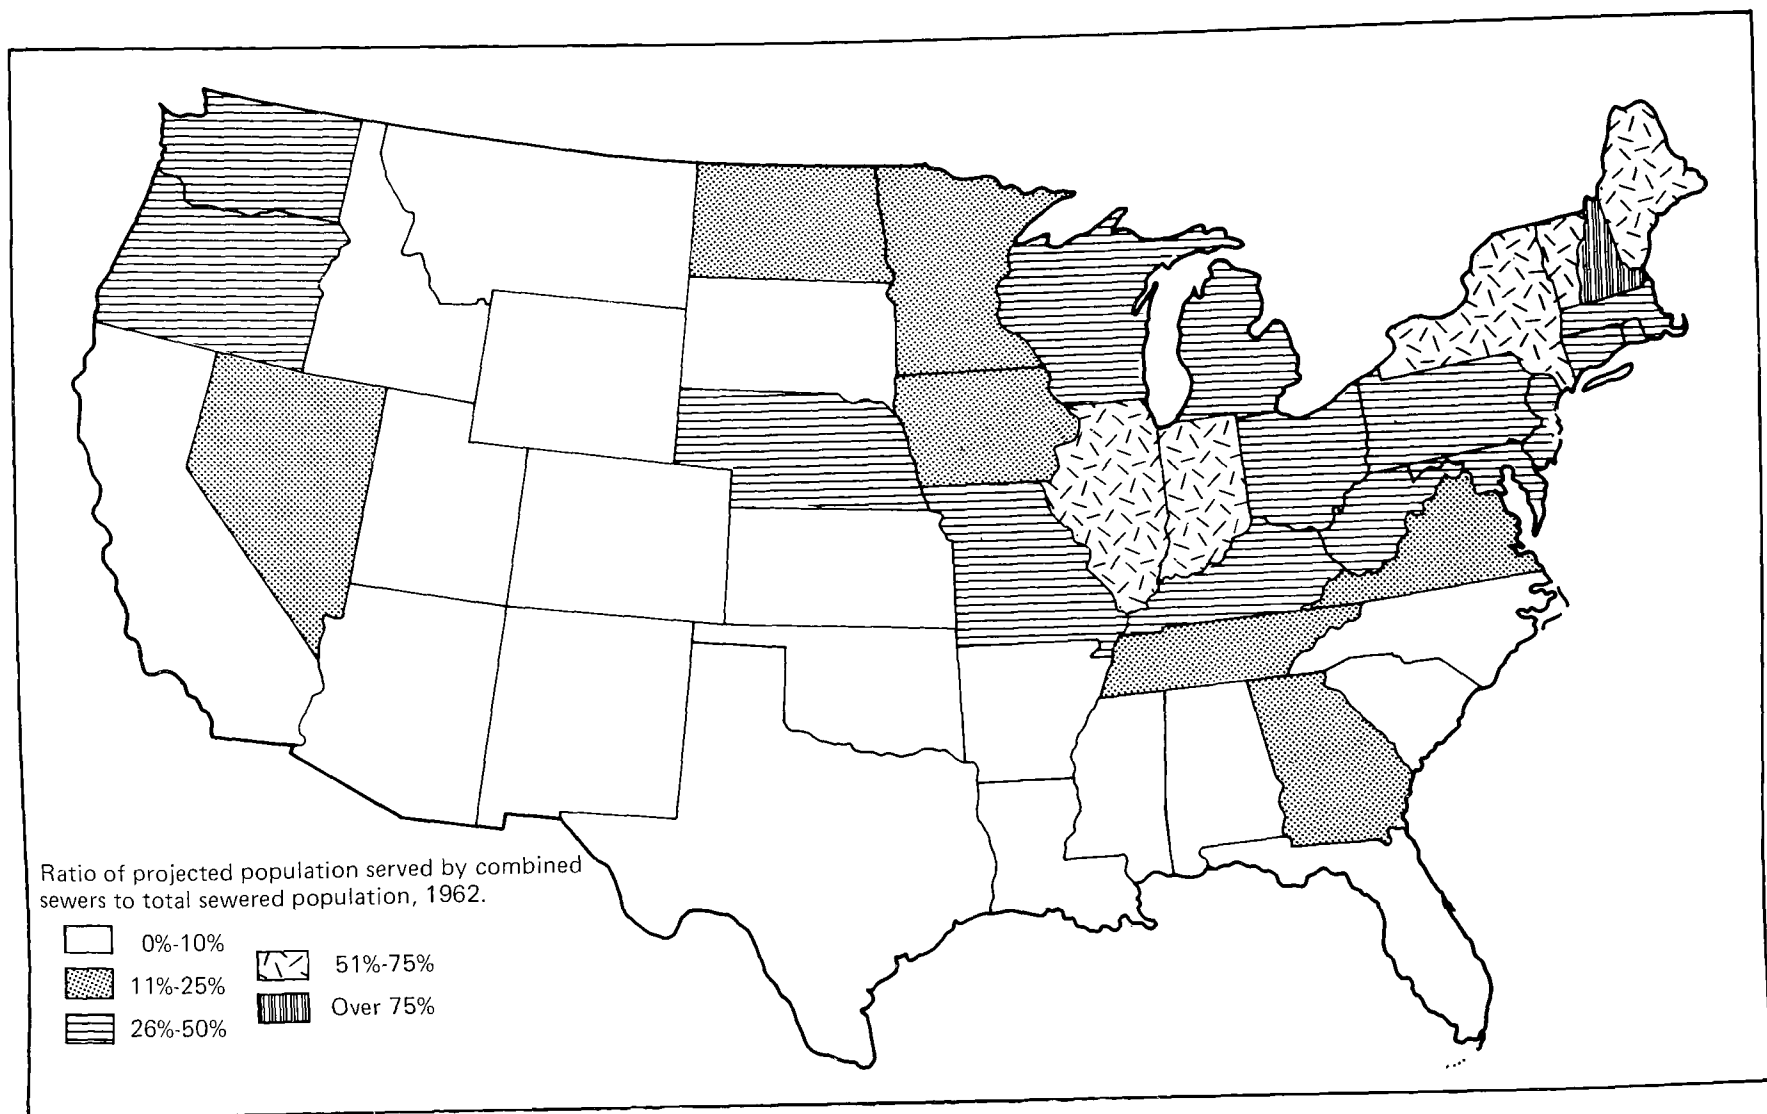 Ratio of projected population served by combined
sewers to total sewered population, 1962.
0%-10%
11%-25%
26%-50%
51%-75%
Over 75%